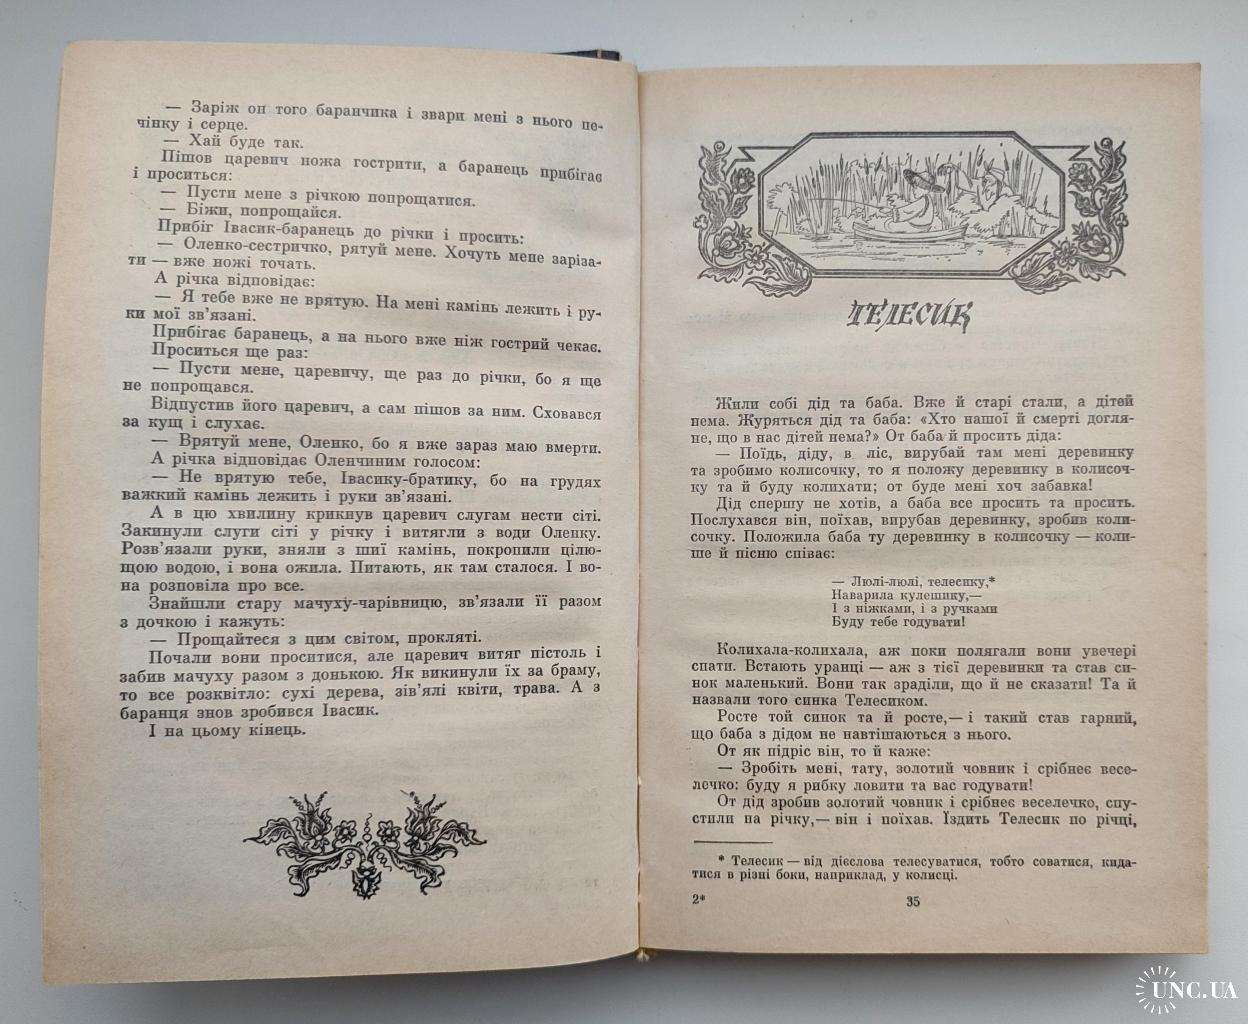 — Заріж он того баранчика і звари мені з нього пе-
чінку і серце.
— Хай буде так.
Пішов царевич ножа гострити, а баранець прибігає
і проситься:
— Пусти мене з річкою попрощатися.
— Біжи, попрощайся.
Прибіг Івасик-баранець до річки і просить:
— Оленко-сестричко, рятуй мене. Хочуть мене заріза-
ти — вже ножі точать.
А річка відповідає:
— Я тебе вже не врятую. На мені камінь лежить і ру-
ки мої зв'язані.
Прибігає баранець, а на нього вже ніж гострий чекає.
Проситься ще раз:
— Пусти мене, царевичу, ще раз до річки, бо я ще
не попрощався.
Відпустив його царевич, а сам пішов за ним. Сховався
за кущ і слухає.
— Врятуй мене, Оленко, бо я вже зараз маю вмерти.
А річка відповідає Оленчиним голосом:
— Не врятую тебе, Івасику-братику, бо на грудях
важкий камінь лежить і руки зв'язані.
А в цю хвилину крикнув царевич слугам нести сіті.
Закинули слуги сіті у річку і витягли з води Оленку.
Розв'язали руки, зняли з шиї камінь, покропили цілю-
щою водою, і вона ожила. Питають, як там сталося. І во-
на розповіла про все.
Знайшли стару мачуху-чарівницю, зв'язали її разом
з дочкою і кажуть:
— Прощайтеся з цим світом, прокляті.
Почали вони проситися, але царевич витяг пістоль і
забив мачуху разом з донькою. Як викинули їх за браму,
то все розквітло: сухі дерева, зів'ялі квіти, трава. А з
баранця знов зробився Івасик.
І на цьому кінець.
ТЕЛЕСИК
Жили собі дід та баба. Вже й старі стали, а дітей
нема. Журяться дід та баба: «Хто нашої й смерті догля-
не, що в нас дітей нема?» От баба й просить діда:
— Поїдь, діду, в ліс, вирубай там мені деревинку
та зробимо колисочку, то я положу деревинку в колисоч-
ку та й буду колихати; от буде мені хоч забавка!
Дід спершу не хотів, а баба все просить та просить.
Послухався він, поїхав, врубав деревинку, зробив коли-
сочку. Положила баба ту деревинку в колисочку — коли-
ше й пісню співає:
— Люлі-люлі, телесику,*
Наварила кулешику,—
І з ніжками, і з ручками
Буду тебе годувати!
Колихала-колихала, аж поки полягали вони увечері
спати. Встають уранці — аж з тієї деревинки та став си-
нок маленький. Вони так зраділи, що й не сказати! Та й
назвали того синка Телесиком.
Росте той синок та й росте,— і такий став гарний,
що баба з дідом не навтішаються з нього.
От як підріс він, то й каже:
— Зробіть мені, тату, золотий човник і срібнеє весе-
лечко: буду я рибку ловити та вас годувати!
От дід зробив золотий човник і срібнеє веселечко, спу-
стили на річку,— він і поїхав. Їздить Телесик по річці,
* Телесик — від дієслова телесуватися, тобто соватися, кида-
тися в різні боки, наприклад, у колисці.
2*
35
UNC.UA